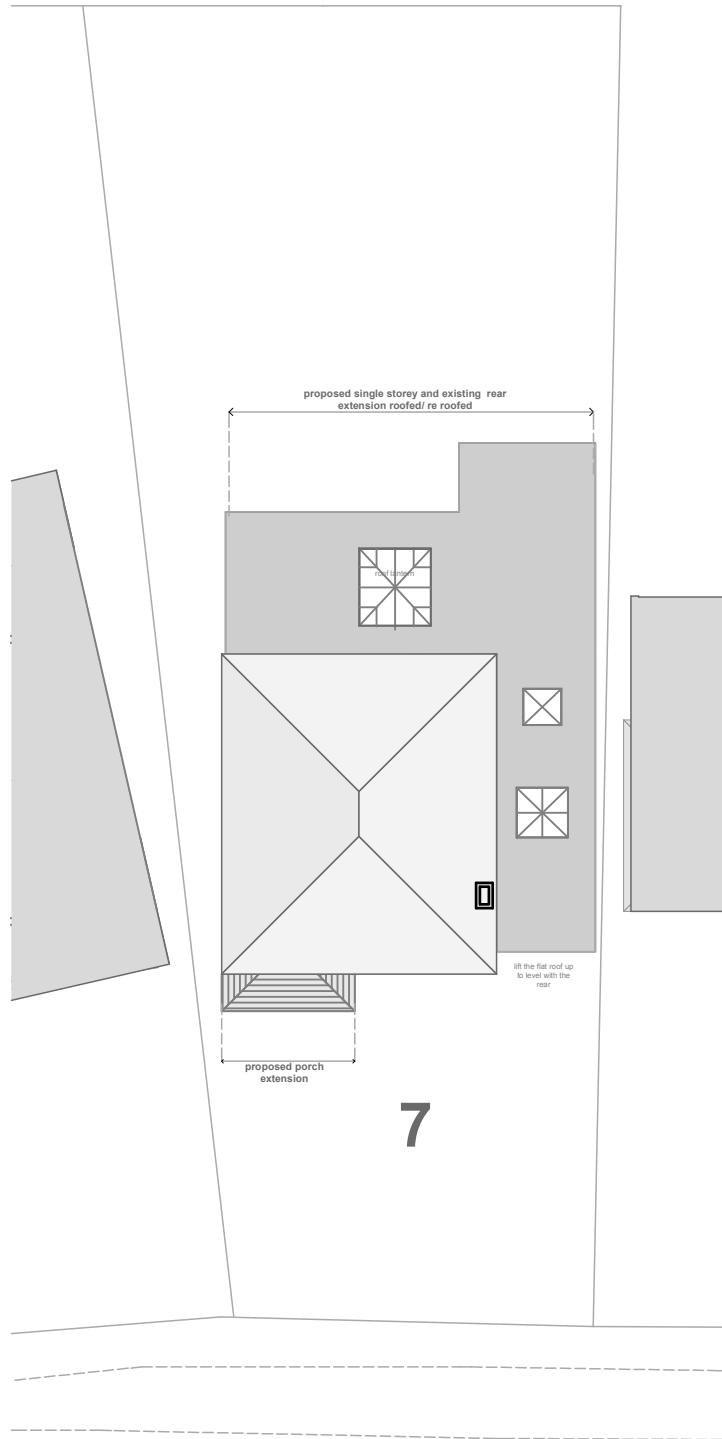 proposed single storey and existing rear
extension roofed/ re roofed
roof lantern
lift the flat roof up
to level with the
rear
proposed porch
extension
7